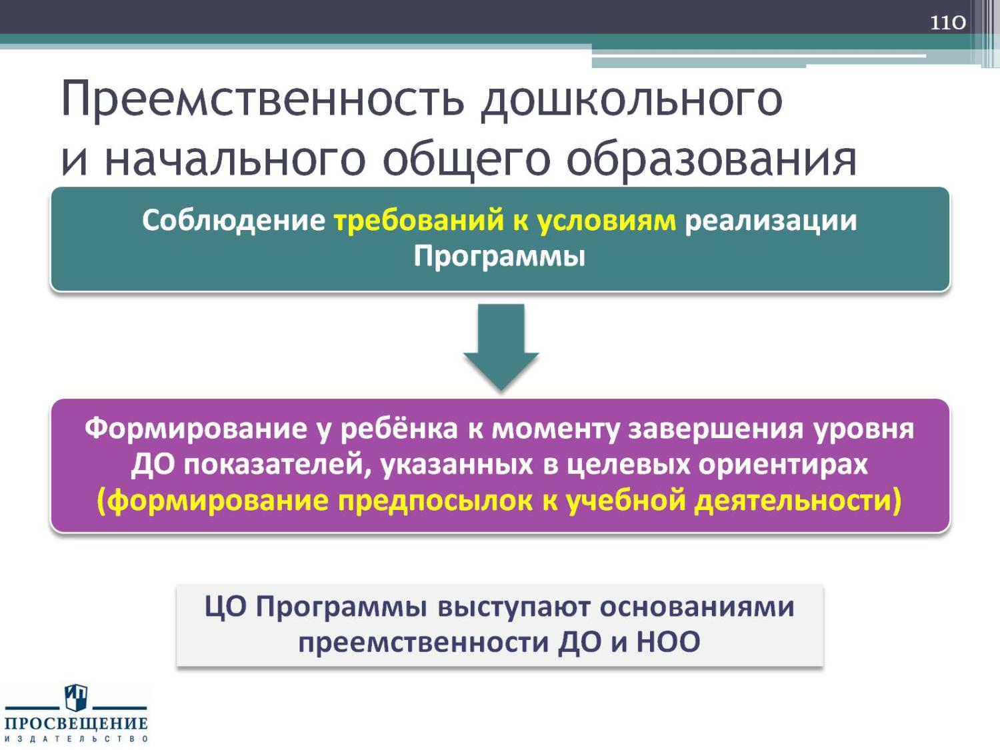 110
Преемственность дошкольного
и начального общего образования
Соблюдение требований к условиям реализации
Программы
Формирование у ребёнка к моменту завершения уровня
ДО показателей, указанных в целевых ориентирах
(формирование предпосылок к учебной деятельности)
ЦО Программы выступают основаниями
преемственности ДО и НОО
ИП
ПРОСВЕЩЕНИЕ
ИЗДАТЕЛЬСТВО